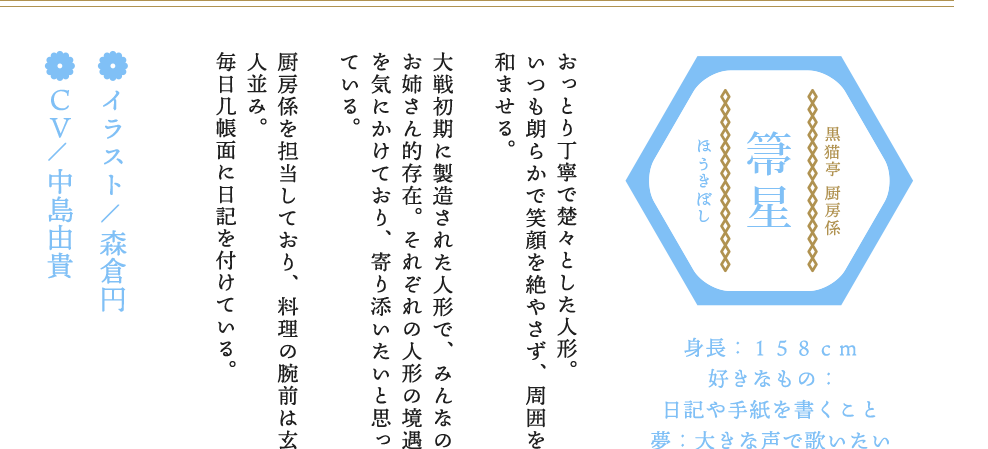 黒猫亭 厨房係
箒星
ほうきぼし
身長：１５８ｃｍ
好きなもの：
日記や手紙を書くこと
夢：大きな声で歌いたい
おっとり丁寧で楚々とした人形。
いつも朗らかで笑顔を絶やさず、周囲を
和ませる。
大戦初期に製造された人形で、みんなの
お姉さん的存在。それぞれの人形の境遇
を気にかけており、寄り添いたいと思っ
ている。
厨房係を担当しており、料理の腕前は玄
人並み。
毎日几帳面に日記を付けている。
イラスト／森倉円
ＣＶ／中島由貴